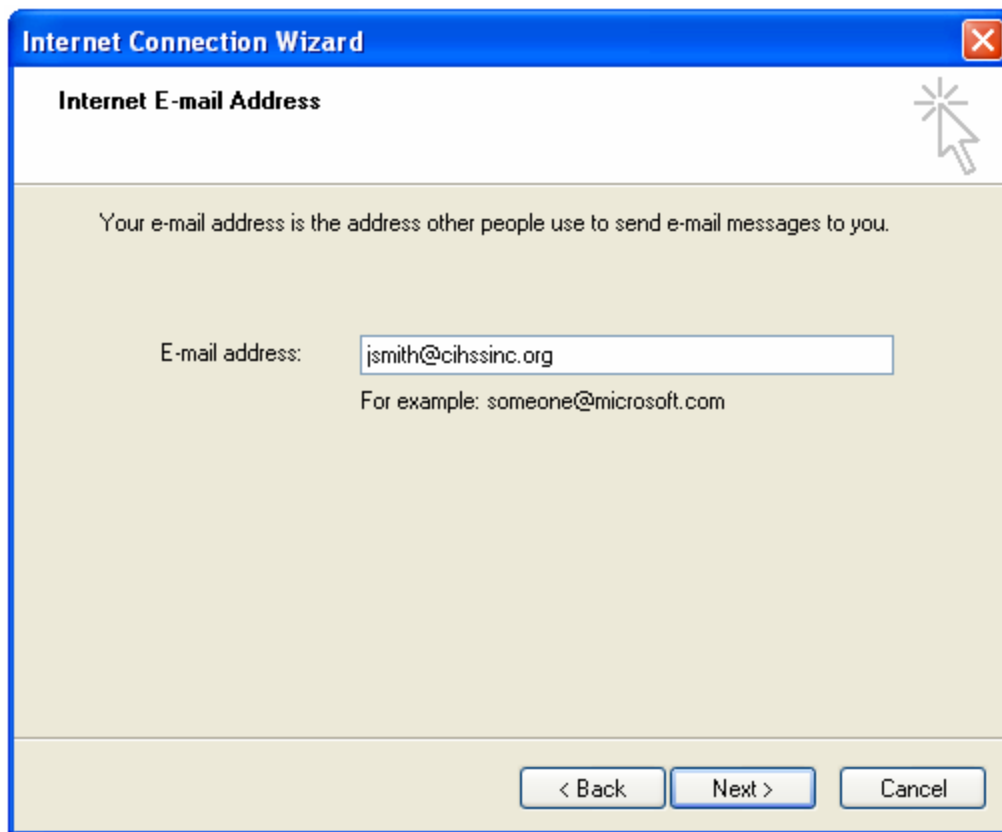 Internet Connection Wizard
Internet E-mail Address
Your e-mail address is the address other people use to send e-mail messages to you.
E-mail address: jsmith@cihssinc.org
For example: someone@microsoft.com
< Back Next > Cancel